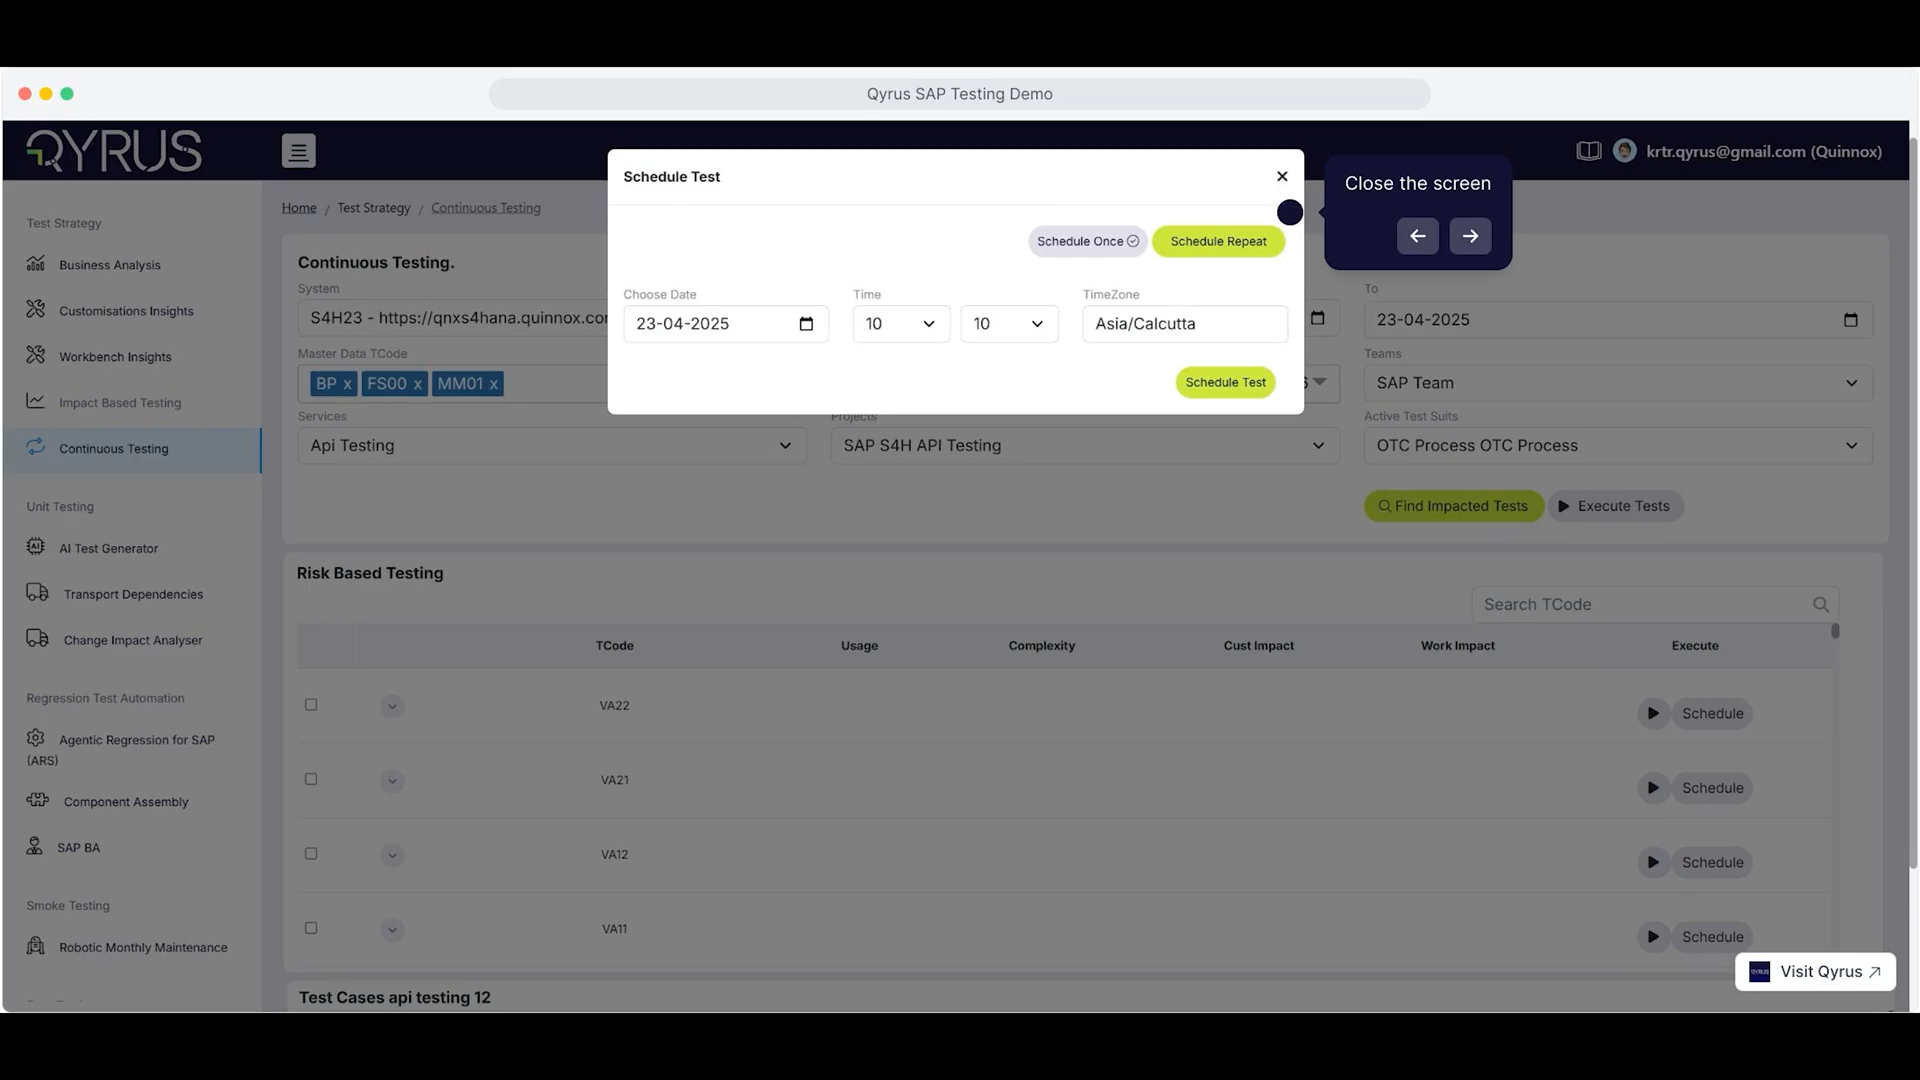 Qyrus SAP Testing Demo
QYRUS
krtr.qyrus@gmail.com (Quinnox)
Schedule Test
Close the screen
Home / Test Strategy / Continuous Testing
Schedule Once
Schedule Repeat
Choose Date
Time
TimeZone
23-04-2025
10
10
Asia/Calcutta
Schedule Test
Test Strategy
Business Analysis
Customisations Insights
Workbench Insights
Impact Based Testing
Continuous Testing
Unit Testing
AI Test Generator
Transport Dependencies
Change Impact Analyser
Regression Test Automation
Agentic Regression for SAP
(ARS)
Component Assembly
SAP BA
Smoke Testing
Robotic Monthly Maintenance
Continuous Testing.
System
To
S4H23 - https://qnxs4hana.quinnox.co
23-04-2025
Master Data TCode
Teams
BP x FS00 x MM01 x
SAP Team
Services
Projects
Active Test Suits
Api Testing
SAP S4H API Testing
OTC Process OTC Process
Find Impacted Tests
Execute Tests
Risk Based Testing
Search TCode
TCode Usage Complexity Cust Impact Work Impact Execute
VA22 Schedule
VA21 Schedule
VA12 Schedule
VA11 Schedule
Visit Qyrus
Test Cases api testing 12